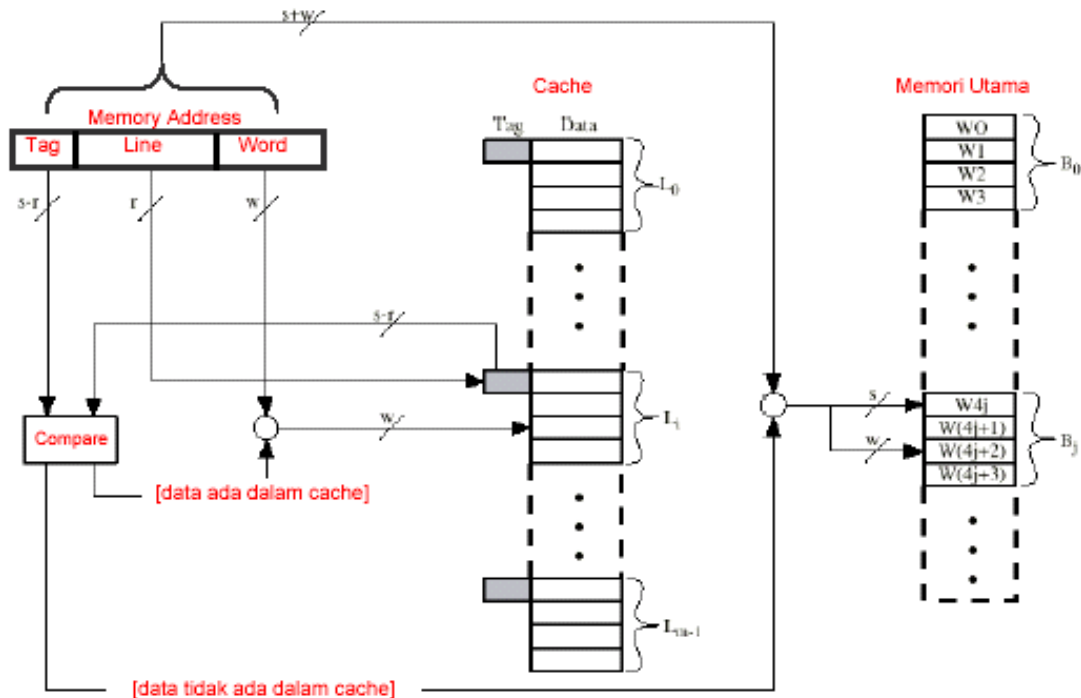 s+w
Cache
Memori Utama
Memory Address
Tag Line Word
Tag Data
W0
W1
W2
W3
B0
L0
s-r
r
w
s-r
Compare
w
Li
s
w
W4j
W(4j+1)
W(4j+2)
W(4j+3)
Bj
[data ada dalam cache]
Lm-1
[data tidak ada dalam cache]